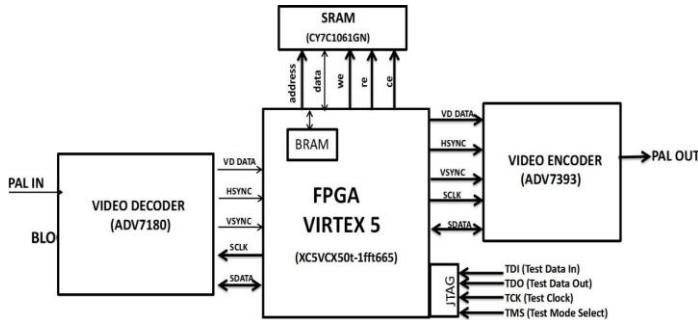 SRAM
(CY7C1061GN)
address
data
we
re
ce
BRAM
FPGA
VIRTEX 5
(XC5VCX50t-1fft665)
PAL IN
BLO
VIDEO DECODER
(ADV7180)
VD DATA
HSYNC
VSYNC
SCLK
SDATA
VD DATA
HSYNC
VSYNC
SCLK
SDATA
VIDEO ENCODER
(ADV7393)
PAL OUT
JTAG
TDI (Test Data In)
TDO (Test Data Out)
TCK (Test Clock)
TMS (Test Mode Select)